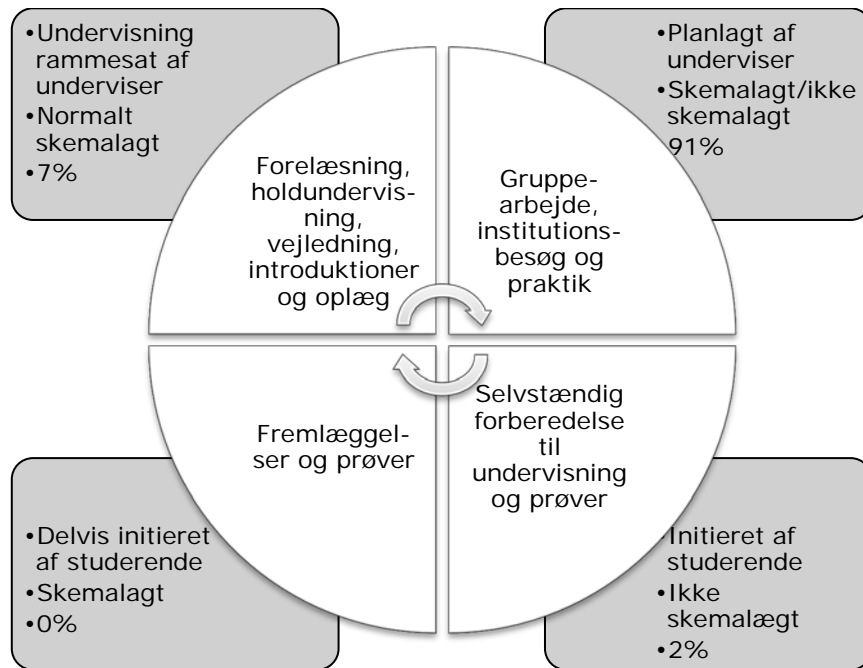 •Undervisning
rammesat af
underviser
•Normalt
skemalagt
•7%
•Planlagt af
underviser
•Skemalagt/ikke
skemalagt
•91%
Forelæsning,
holdundervis-
ning,
vejledning,
introduktioner
og oplæg
Gruppe-
arbejde,
institutions-
besøg og
praktik
Fremlæggel-
ser og prøver
Selvstændig
forberedelse
til
undervisning
og prøver
•Delvis initieret
af studerende
•Skemalagt
•0%
•Initieret af
studerende
•Ikke
skemalægt
•2%